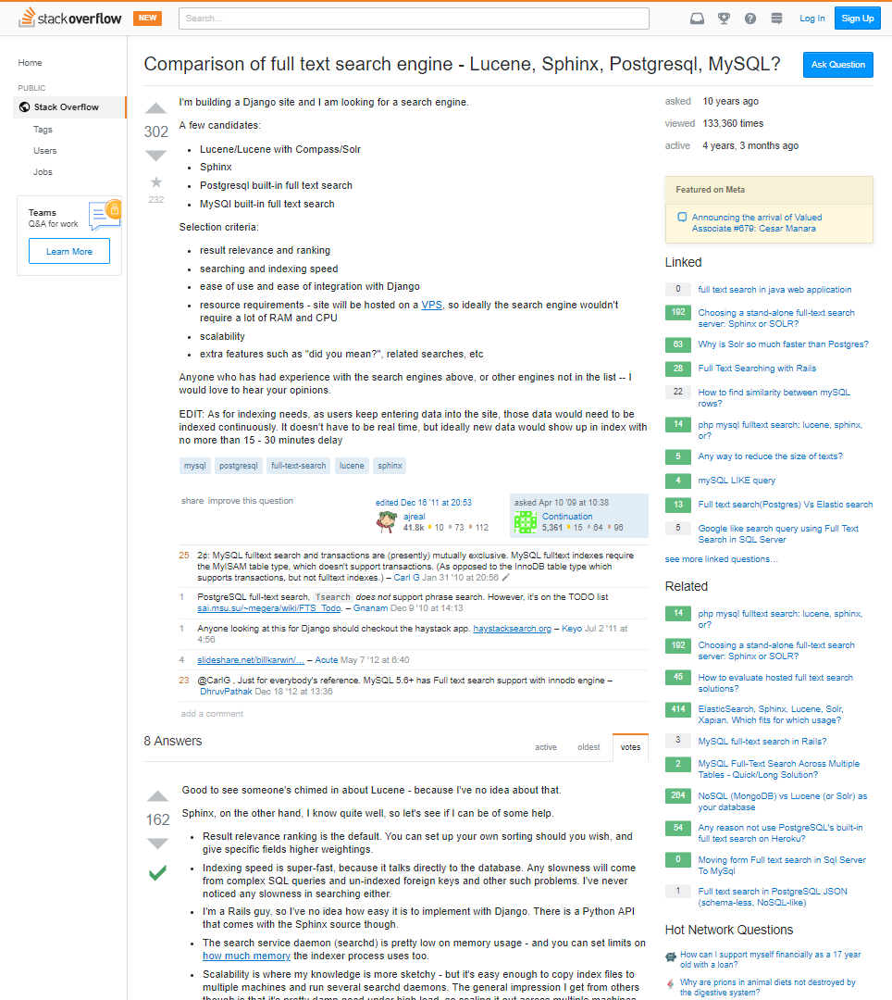 stackoverflow
NEW
Search...
Log In
Sign Up
Home
PUBLIC
Stack Overflow
Tags
Users
Jobs
Teams
Q&A for work
Learn More
Comparison of full text search engine - Lucene, Sphinx, Postgresql, MySQL?
Ask Question
302
232
I'm building a Django site and I am looking for a search engine.
A few candidates:
• Lucene/Lucene with Compass/Solr
• Sphinx
• Postgresql built-in full text search
• MySQl built-in full text search
Selection criteria:
• result relevance and ranking
• searching and indexing speed
• ease of use and ease of integration with Django
• resource requirements - site will be hosted on a VPS, so ideally the search engine wouldn't
require a lot of RAM and CPU
• scalability
• extra features such as "did you mean?", related searches, etc
Anyone who has had experience with the search engines above, or other engines not in the list -- I
would love to hear your opinions.
EDIT: As for indexing needs, as users keep entering data into the site, those data would need to be
indexed continuously. It doesn't have to be real time, but ideally new data would show up in index with
no more than 15 - 30 minutes delay
mysql postgresql full-text-search lucene sphinx
share improve this question
edited Dec 16 '11 at 20:53
ajreal
41.8k 10 73 112
asked Apr 10 '09 at 10:38
Continuation
5,361 15 64 96
25 2¢: MySQL fulltext search and transactions are (presently) mutually exclusive. MySQL fulltext indexes require
the MyISAM table type, which doesn't support transactions. (As opposed to the InnoDB table type which
supports transactions, but not fulltext indexes.) – Carl G Jan 31 '10 at 20:56
1 PostgreSQL full-text search, Tsearch does not support phrase search. However, it's on the TODO list
sai.msu.su/~megera/wiki/FTS_Todo. – Gnanam Dec 9 '10 at 14:13
1 Anyone looking at this for Django should checkout the haystack app. haystacksearch.org – Keyo Jul 2 '11 at
4:56
4 slideshare.net/billkarwin/… – Acute May 7 '12 at 6:40
23 @CarlG , Just for everybody's reference. MySQL 5.6+ has Full text search support with innodb engine –
DhruvPathak Dec 18 '12 at 13:36
add a comment
8 Answers
active oldest votes
162
Good to see someone's chimed in about Lucene - because I've no idea about that.
Sphinx, on the other hand, I know quite well, so let's see if I can be of some help.
• Result relevance ranking is the default. You can set up your own sorting should you wish, and
give specific fields higher weightings.
• Indexing speed is super-fast, because it talks directly to the database. Any slowness will come
from complex SQL queries and un-indexed foreign keys and other such problems. I've never
noticed any slowness in searching either.
• I'm a Rails guy, so I've no idea how easy it is to implement with Django. There is a Python API
that comes with the Sphinx source though.
• The search service daemon (searchd) is pretty low on memory usage - and you can set limits on
how much memory the indexer process uses too.
• Scalability is where my knowledge is more sketchy - but it's easy enough to copy index files to
multiple machines and run several searchd daemons. The general impression I get from others
though is that it's pretty damn good under high load, so scaling it out across multiple machines
asked 10 years ago
viewed 133,360 times
active 4 years, 3 months ago
Featured on Meta
Announcing the arrival of Valued
Associate #679: Cesar Manara
Linked
0 full text search in java web applicatioin
192 Choosing a stand-alone full-text search
server: Sphinx or SOLR?
63 Why is Solr so much faster than Postgres?
28 Full Text Searching with Rails
22 How to find similarity between mySQL
rows?
14 php mysql fulltext search: lucene, sphinx,
or?
5 Any way to reduce the size of texts?
4 mySQL LIKE query
13 Full text search(Postgres) Vs Elastic search
5 Google like search query using Full Text
Search in SQL Server
see more linked questions…
Related
14 php mysql fulltext search: lucene, sphinx,
or?
192 Choosing a stand-alone full-text search
server: Sphinx or SOLR?
45 How to evaluate hosted full text search
solutions?
414 ElasticSearch, Sphinx, Lucene, Solr,
Xapian. Which fits for which usage?
3 MySQL full-text search in Rails?
2 MySQL Full-Text Search Across Multiple
Tables - Quick/Long Solution?
264 NoSQL (MongoDB) vs Lucene (or Solr) as
your database
54 Any reason not use PostgreSQL's built-in
full text search on Heroku?
0 Moving form Full text search in Sql Server
To MySql
1 Full text search in PostgreSQL JSON
(schema-less, NoSQL-like)
Hot Network Questions
How can I support myself financially as a 17 year
old with a loan?
Why are prions in animal diets not destroyed by
the digestive system?